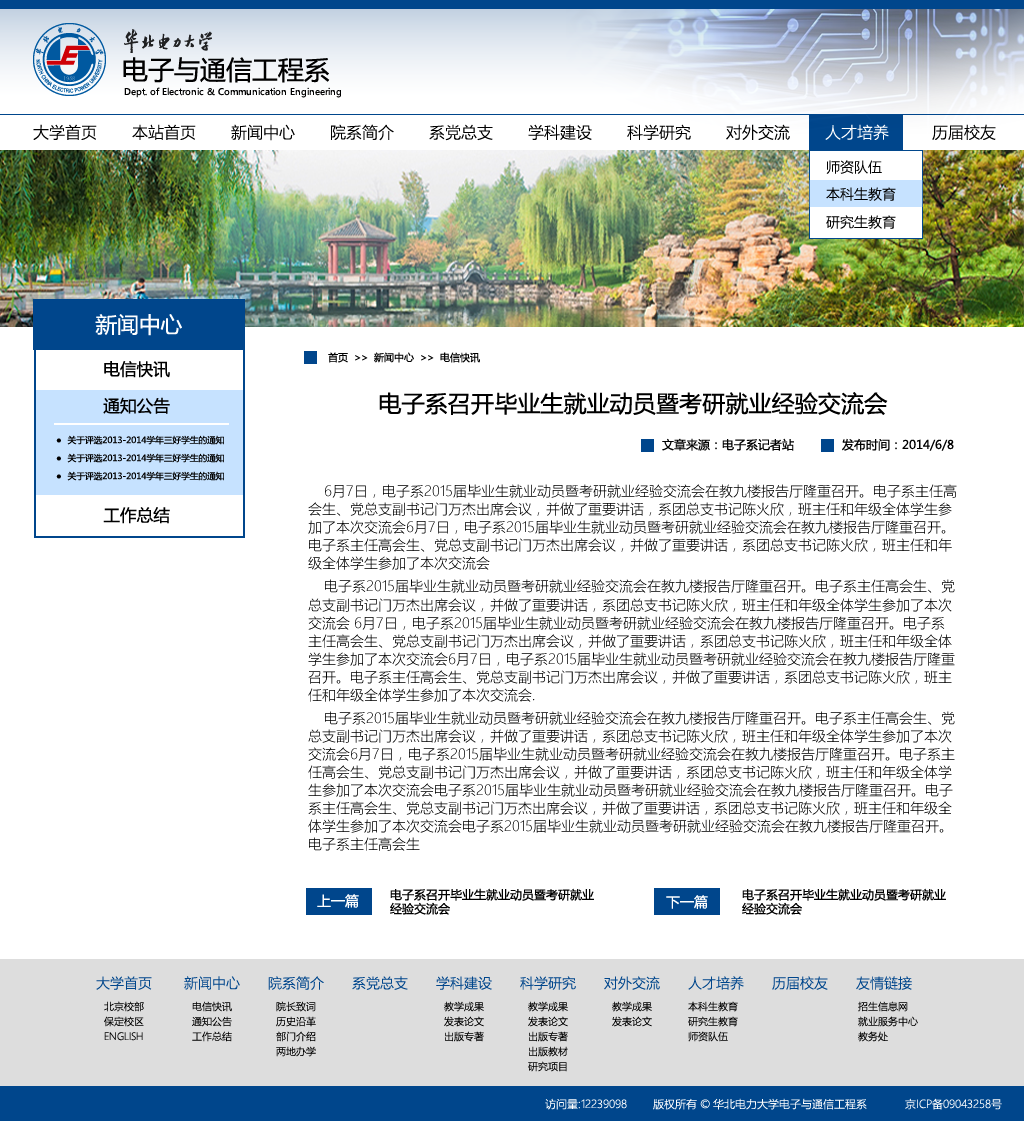 华北电力大学
NORTH CHINA ELECTRIC POWER UNIVERSITY
1958
华北电力大学
电子与通信工程系
Dept. of Electronic & Communication Engineering
大学首页 本站首页 新闻中心 院系简介 系党总支 学科建设 科学研究 对外交流 人才培养 历届校友
师资队伍
本科生教育
研究生教育
新闻中心
电信快讯
通知公告
• 关于评选2013-2014学年三好学生的通知
• 关于评选2013-2014学年三好学生的通知
• 关于评选2013-2014学年三好学生的通知
工作总结
首页 >> 新闻中心 >> 电信快讯
电子系召开毕业生就业动员暨考研就业经验交流会
文章来源：电子系记者站 发布时间：2014/6/8
6月7日，电子系2015届毕业生就业动员暨考研就业经验交流会在教九楼报告厅隆重召开。电子系主任高
会生、党总支副书记门万杰出席会议，并做了重要讲话，系团总支书记陈火欣，班主任和年级全体学生参
加了本次交流会6月7日，电子系2015届毕业生就业动员暨考研就业经验交流会在教九楼报告厅隆重召开。
电子系主任高会生、党总支副书记门万杰出席会议，并做了重要讲话，系团总支书记陈火欣，班主任和年
级全体学生参加了本次交流会
电子系2015届毕业生就业动员暨考研就业经验交流会在教九楼报告厅隆重召开。电子系主任高会生、党
总支副书记门万杰出席会议，并做了重要讲话，系团总支书记陈火欣，班主任和年级全体学生参加了本次
交流会 6月7日，电子系2015届毕业生就业动员暨考研就业经验交流会在教九楼报告厅隆重召开。电子系
主任高会生、党总支副书记门万杰出席会议，并做了重要讲话，系团总支书记陈火欣，班主任和年级全体
学生参加了本次交流会6月7日，电子系2015届毕业生就业动员暨考研就业经验交流会在教九楼报告厅隆重
召开。电子系主任高会生、党总支副书记门万杰出席会议，并做了重要讲话，系团总支书记陈火欣，班主
任和年级全体学生参加了本次交流会.
电子系2015届毕业生就业动员暨考研就业经验交流会在教九楼报告厅隆重召开。电子系主任高会生、党
总支副书记门万杰出席会议，并做了重要讲话，系团总支书记陈火欣，班主任和年级全体学生参加了本次
交流会6月7日，电子系2015届毕业生就业动员暨考研就业经验交流会在教九楼报告厅隆重召开。电子系主
任高会生、党总支副书记门万杰出席会议，并做了重要讲话，系团总支书记陈火欣，班主任和年级全体学
生参加了本次交流会电子系2015届毕业生就业动员暨考研就业经验交流会在教九楼报告厅隆重召开。电子
系主任高会生、党总支副书记门万杰出席会议，并做了重要讲话，系团总支书记陈火欣，班主任和年级全
体学生参加了本次交流会电子系2015届毕业生就业动员暨考研就业经验交流会在教九楼报告厅隆重召开。
电子系主任高会生
上一篇 电子系召开毕业生就业动员暨考研就业
经验交流会
下一篇 电子系召开毕业生就业动员暨考研就业
经验交流会
大学首页 新闻中心 院系简介 系党总支 学科建设 科学研究 对外交流 人才培养 历届校友 友情链接
北京校部 电信快讯 院长致词 教学成果 教学成果 教学成果 本科生教育 招生信息网
保定校区 通知公告 历史沿革 发表论文 发表论文 发表论文 研究生教育 就业服务中心
ENGLISH 工作总结 部门介绍 出版专著 出版专著 师资队伍 教务处
两地办学 出版教材
研究项目
访问量:12239098 版权所有 © 华北电力大学电子与通信工程系 京ICP备09043258号